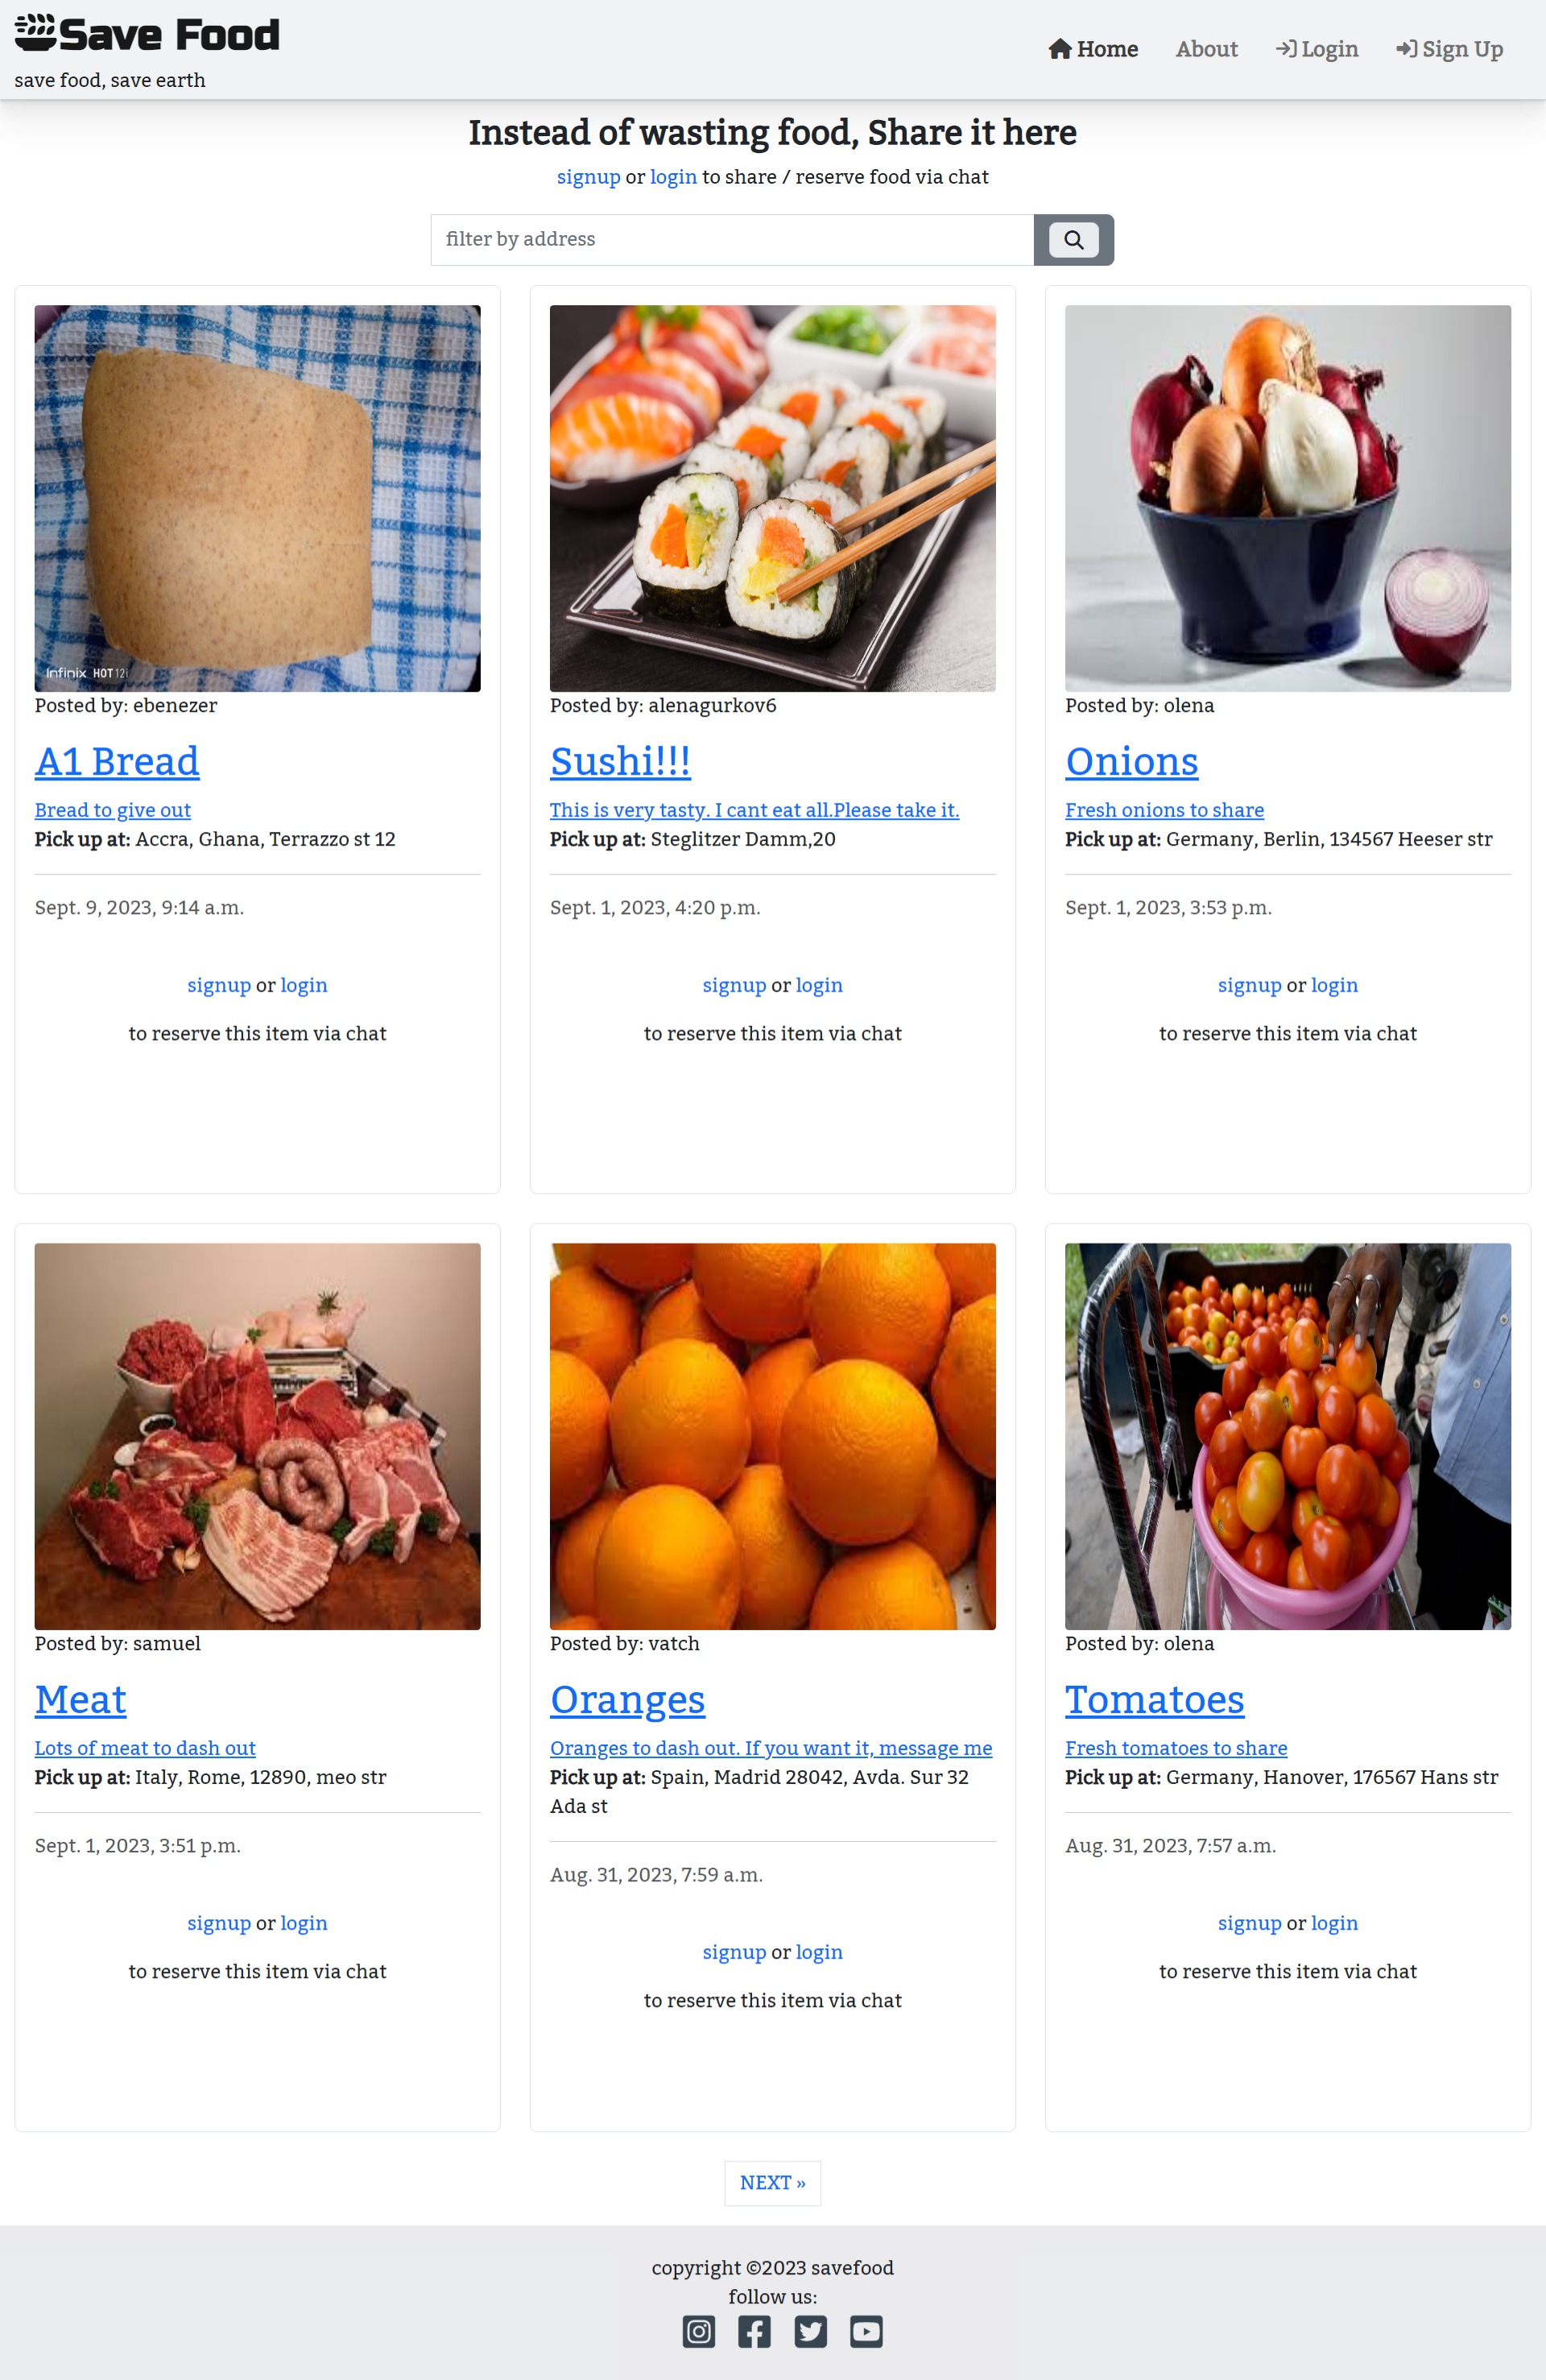 Save Food
save food, save earth
Home
About
Login
Sign Up
Instead of wasting food, Share it here
signup or login to share / reserve food via chat
filter by address
Infinix HOT 12i
Posted by: ebenezer
A1 Bread
Bread to give out
Pick up at: Accra, Ghana, Terrazzo st 12
Sept. 9, 2023, 9:14 a.m.
signup or login
to reserve this item via chat
Posted by: alenagurkov6
Sushi!!!
This is very tasty. I cant eat all.Please take it.
Pick up at: Steglitzer Damm,20
Sept. 1, 2023, 4:20 p.m.
signup or login
to reserve this item via chat
Posted by: olena
Onions
Fresh onions to share
Pick up at: Germany, Berlin, 134567 Heeser str
Sept. 1, 2023, 3:53 p.m.
signup or login
to reserve this item via chat
Posted by: samuel
Meat
Lots of meat to dash out
Pick up at: Italy, Rome, 12890, meo str
Sept. 1, 2023, 3:51 p.m.
signup or login
to reserve this item via chat
Posted by: vatch
Oranges
Oranges to dash out. If you want it, message me
Pick up at: Spain, Madrid 28042, Avda. Sur 32
Ada st
Aug. 31, 2023, 7:59 a.m.
signup or login
to reserve this item via chat
Posted by: olena
Tomatoes
Fresh tomatoes to share
Pick up at: Germany, Hanover, 176567 Hans str
Aug. 31, 2023, 7:57 a.m.
signup or login
to reserve this item via chat
NEXT »
copyright ©2023 savefood
follow us: